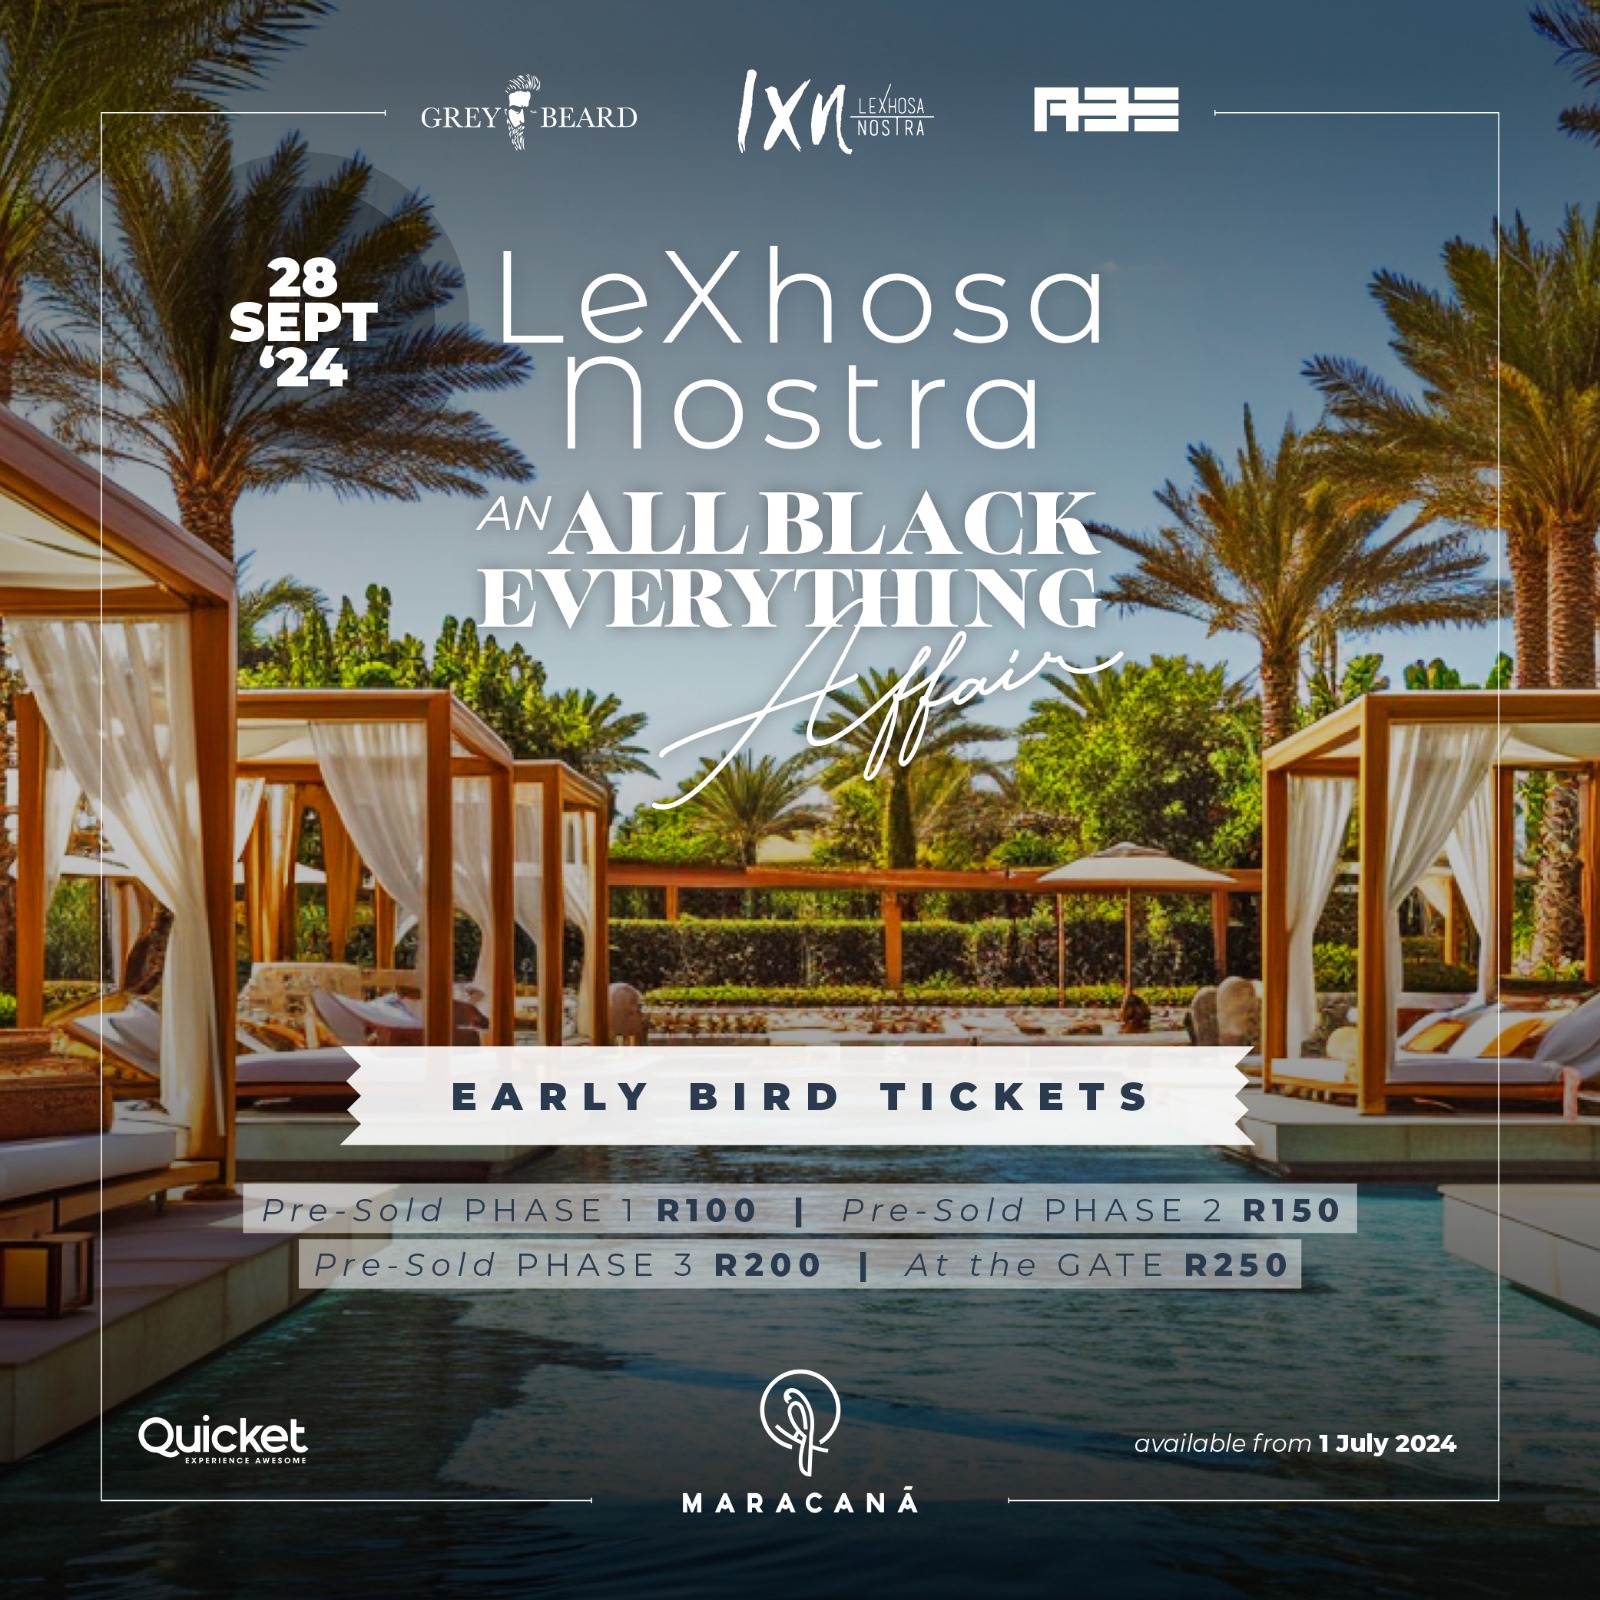 GREY BEARD
lxn LEXHOSA
NOSTRA
ABE
28
SEPT
‘24
LeXhosa
Nostra
AN ALL BLACK
EVERYTHING
Affair
EARLY BIRD TICKETS
Pre-Sold PHASE 1 R100 | Pre-Sold PHASE 2 R150
Pre-Sold PHASE 3 R200 | At the GATE R250
Quicket
EXPERIENCE AWESOME
MARACANÃ
available from 1 July 2024